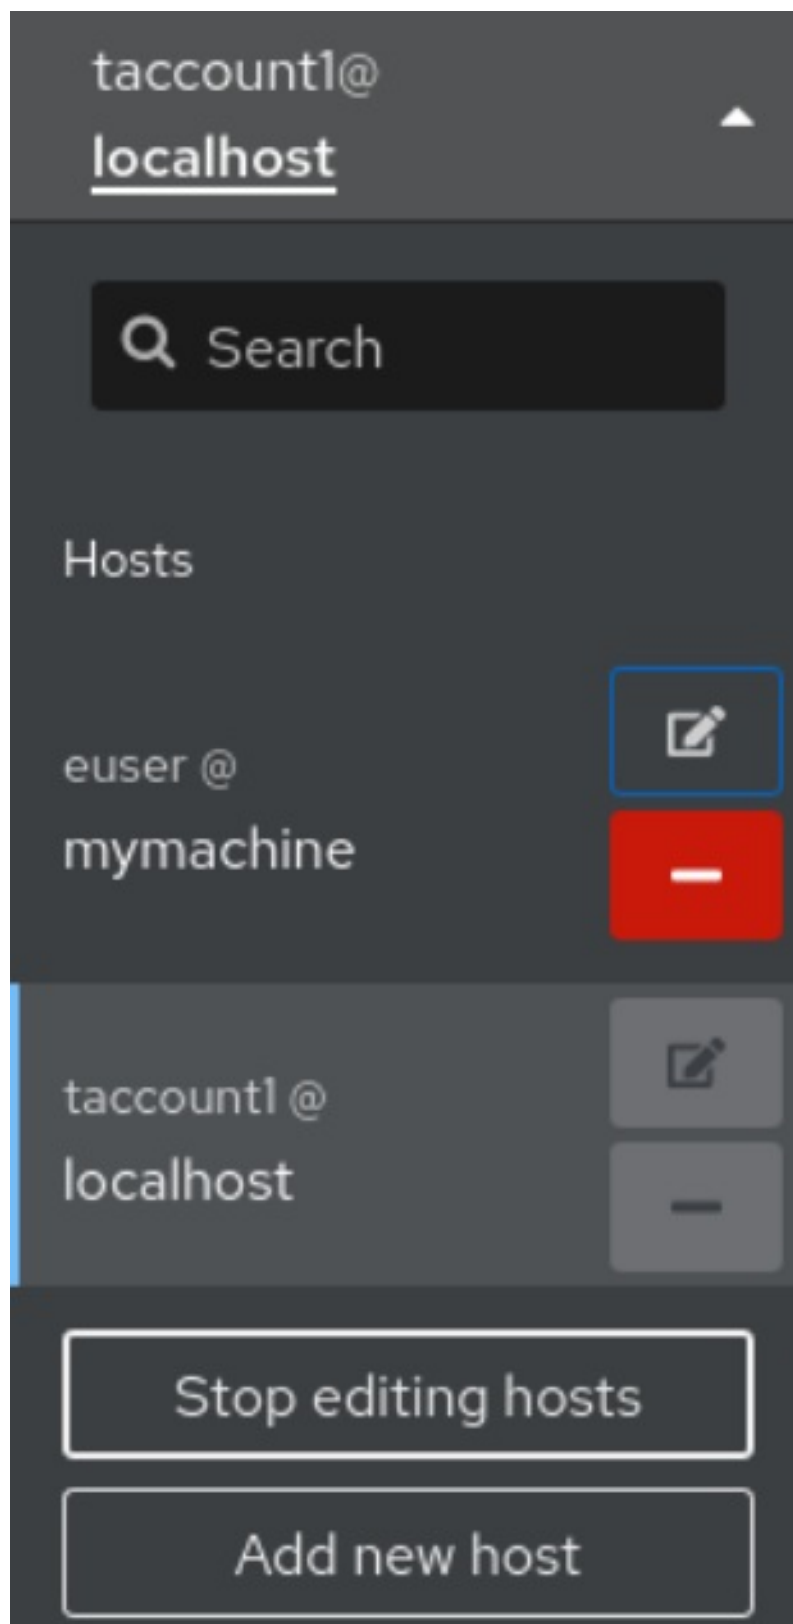 taccount1@
localhost
Search
Hosts
euser @
mymachine
taccount1 @
localhost
Stop editing hosts
Add new host